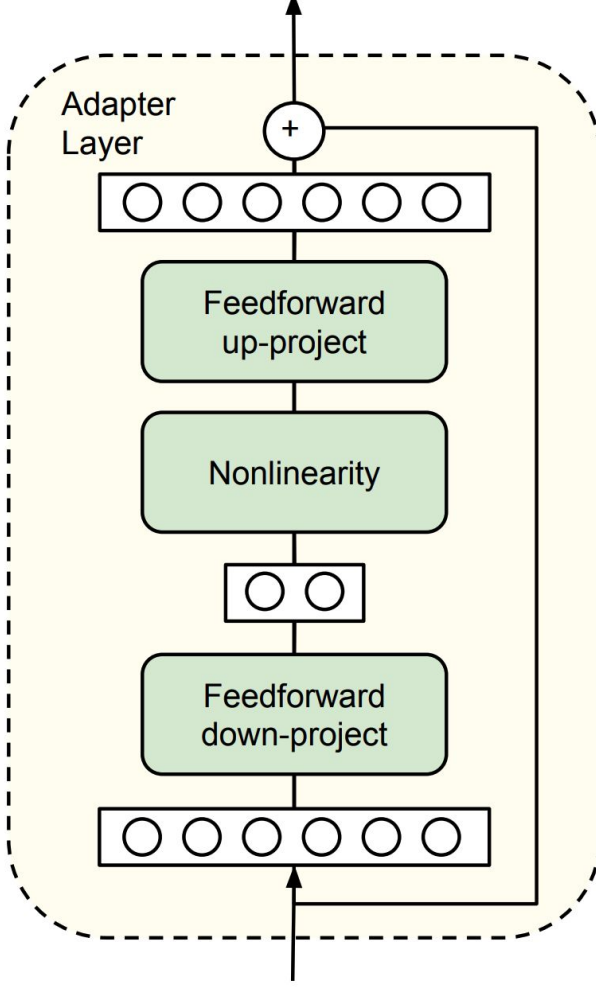 Adapter
Layer
+
Feedforward
up-project
Nonlinearity
Feedforward
down-project